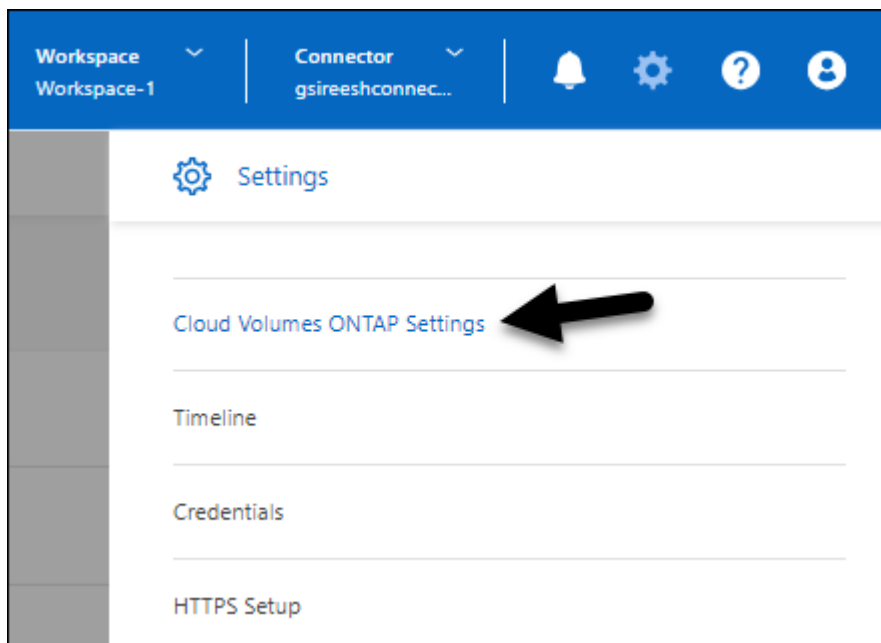 Workspace
Workspace-1
Connector
gsireeshconnec...
Settings
Cloud Volumes ONTAP Settings
Timeline
Credentials
HTTPS Setup